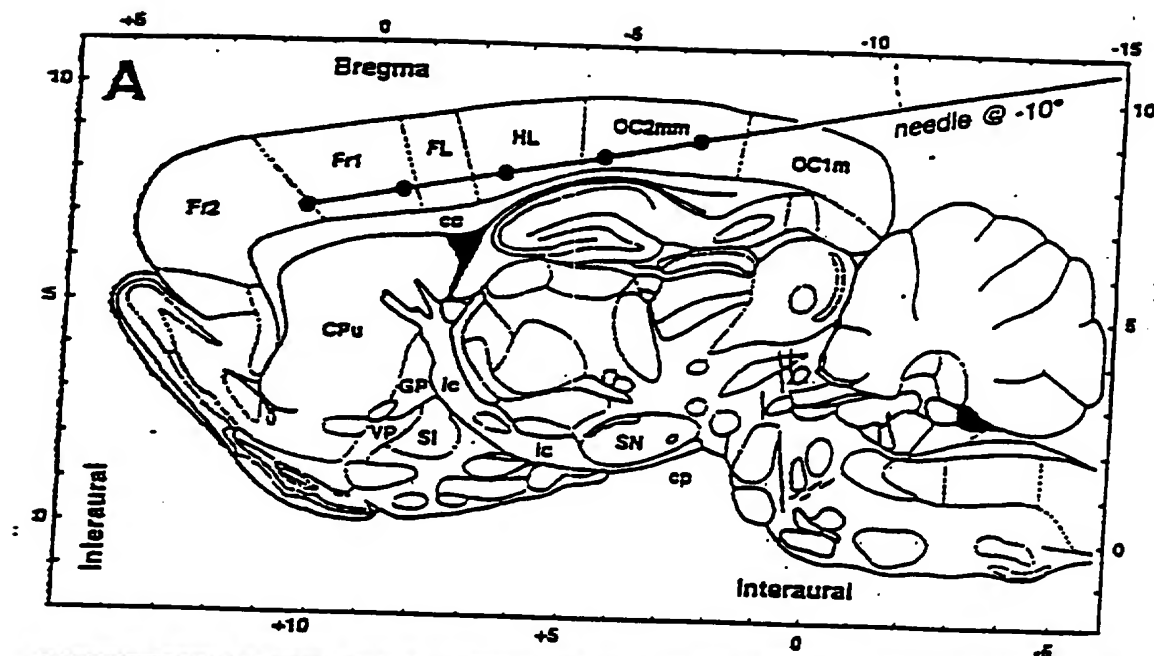 +5 0 -5 -10 -15
A
Bregma
10
needle @ -10°
10
Fr1 FL HL OC2mm
OC1m
Fr2
cc
5
CPu
5
GP ic
VP SI
ic SN
cp
Interaural
0
Interaural
+10 +5 0 -5